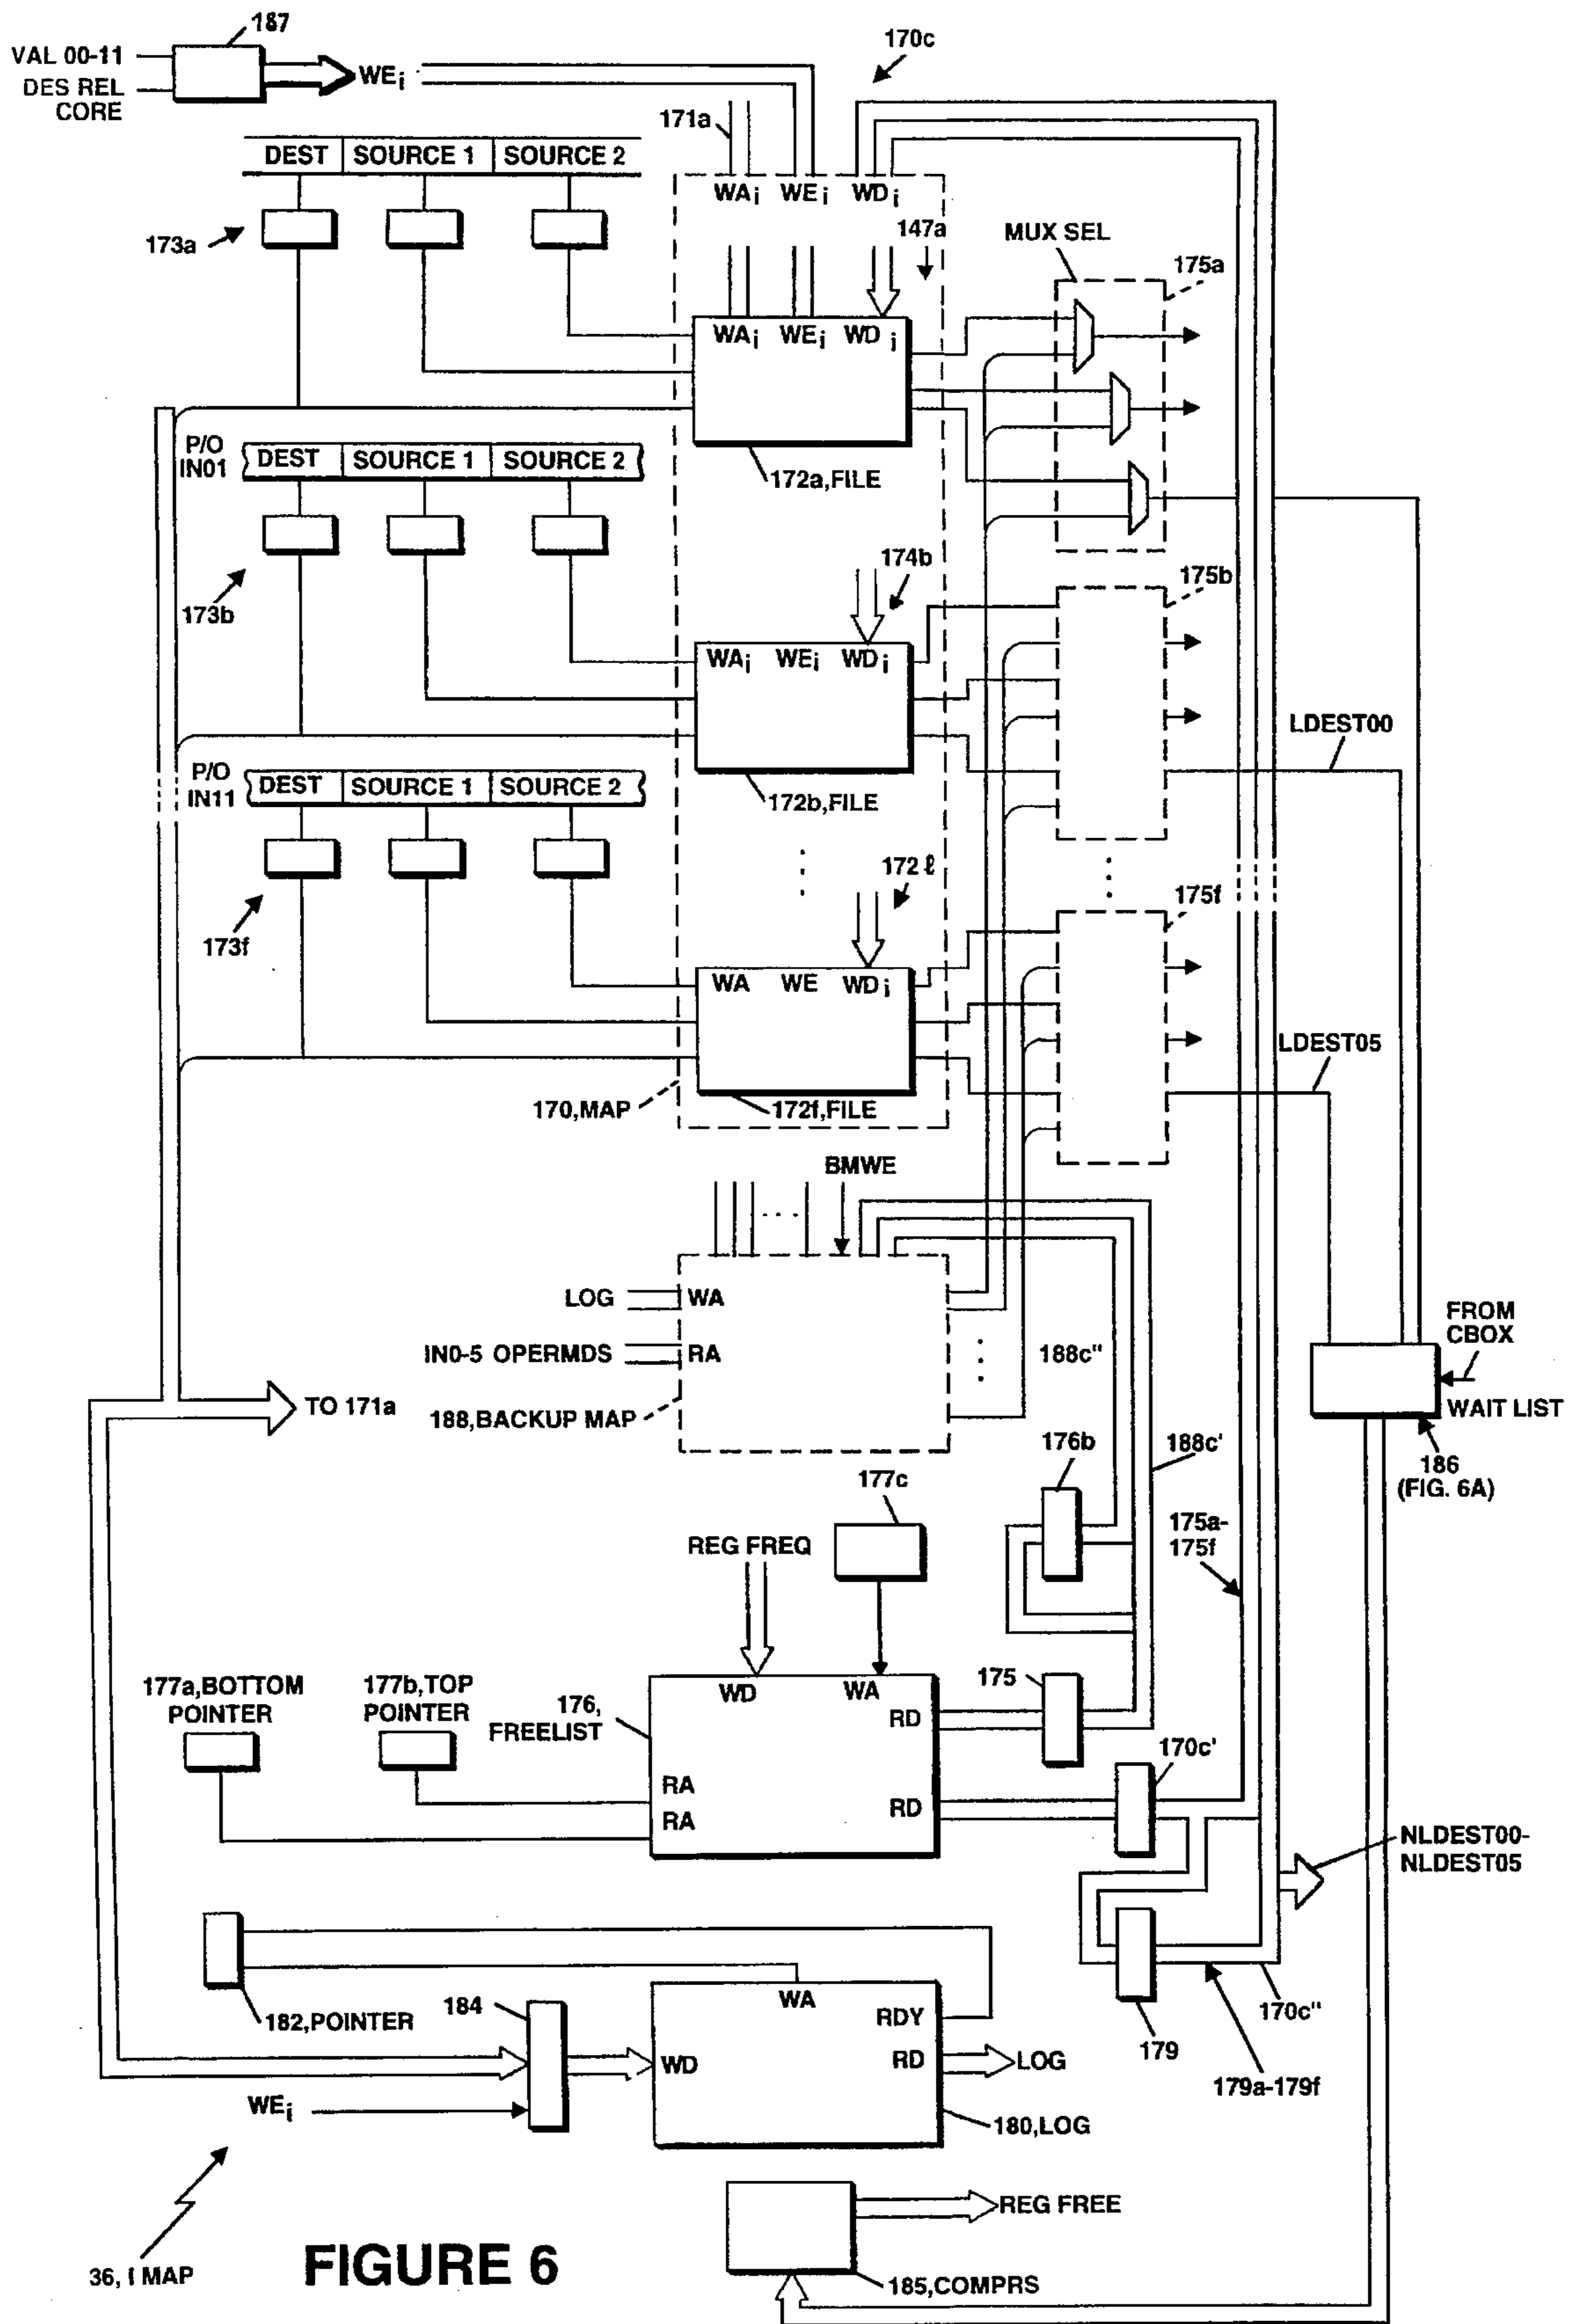 187
VAL 00-11
DES REL
CORE
WEi
170c
171a
DEST SOURCE 1 SOURCE 2
WAi WEi WDi
173a
147a
MUX SEL
175a
WAi WEi WDi
P/O
IN01
DEST SOURCE 1 SOURCE 2
172a,FILE
174b
175b
173b
WAi WEi WDi
LDEST00
P/O
IN11
DEST SOURCE 1 SOURCE 2
172b,FILE
172ℓ
175f
173f
WA WE WDi
LDEST05
170,MAP
172f,FILE
BMWE
LOG
WA
IN0-5 OPERMDS
RA
188c"
FROM
CBOX
TO 171a
188,BACKUP MAP
WAIT LIST
176b
188c'
186
(FIG. 6A)
177c
REG FREQ
175a-
175f
177a,BOTTOM
POINTER
177b,TOP
POINTER
176,
FREELIST
WD WA
RD
175
170c'
RA
RA
RD
NLDEST00-
NLDEST05
182,POINTER
184
WA
RDY
WD
RD
LOG
179
170c"
179a-179f
WEi
180,LOG
REG FREE
36, I MAP
FIGURE 6
185,COMPRS